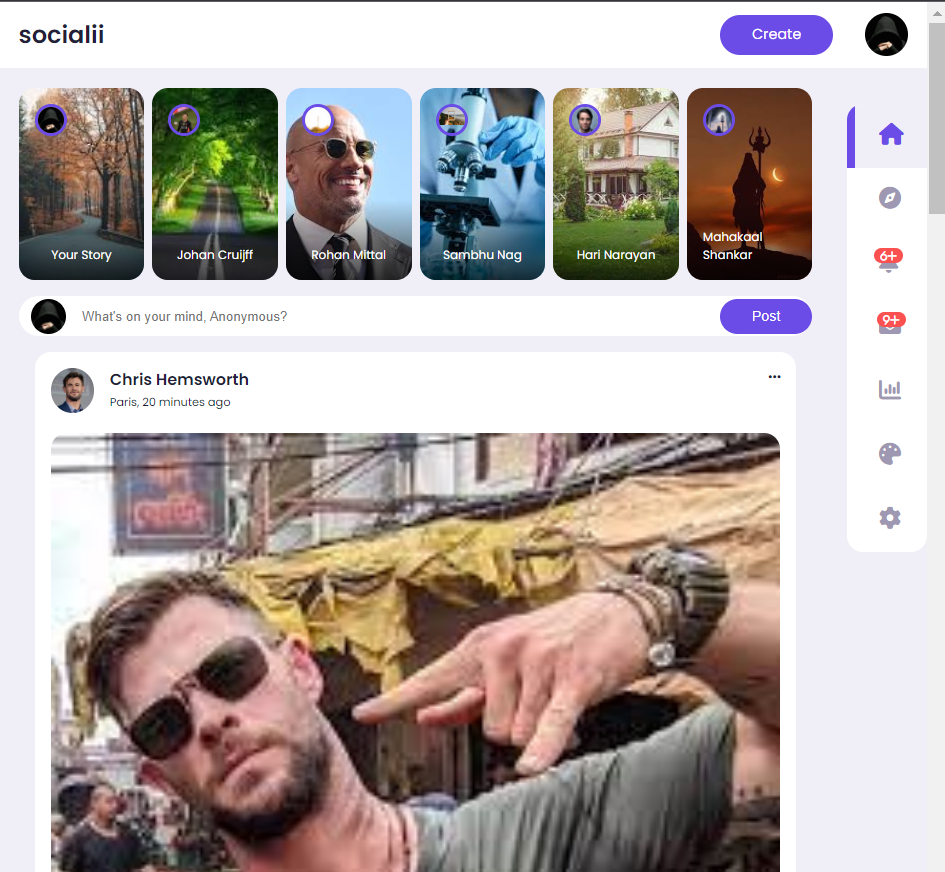 socialii
Create
Your Story
Johan Cruijff
Rohan Mittal
Sambhu Nag
Hari Narayan
Mahakaal
Shankar
What's on your mind, Anonymous?
Post
6+
9+
Chris Hemsworth
Paris, 20 minutes ago